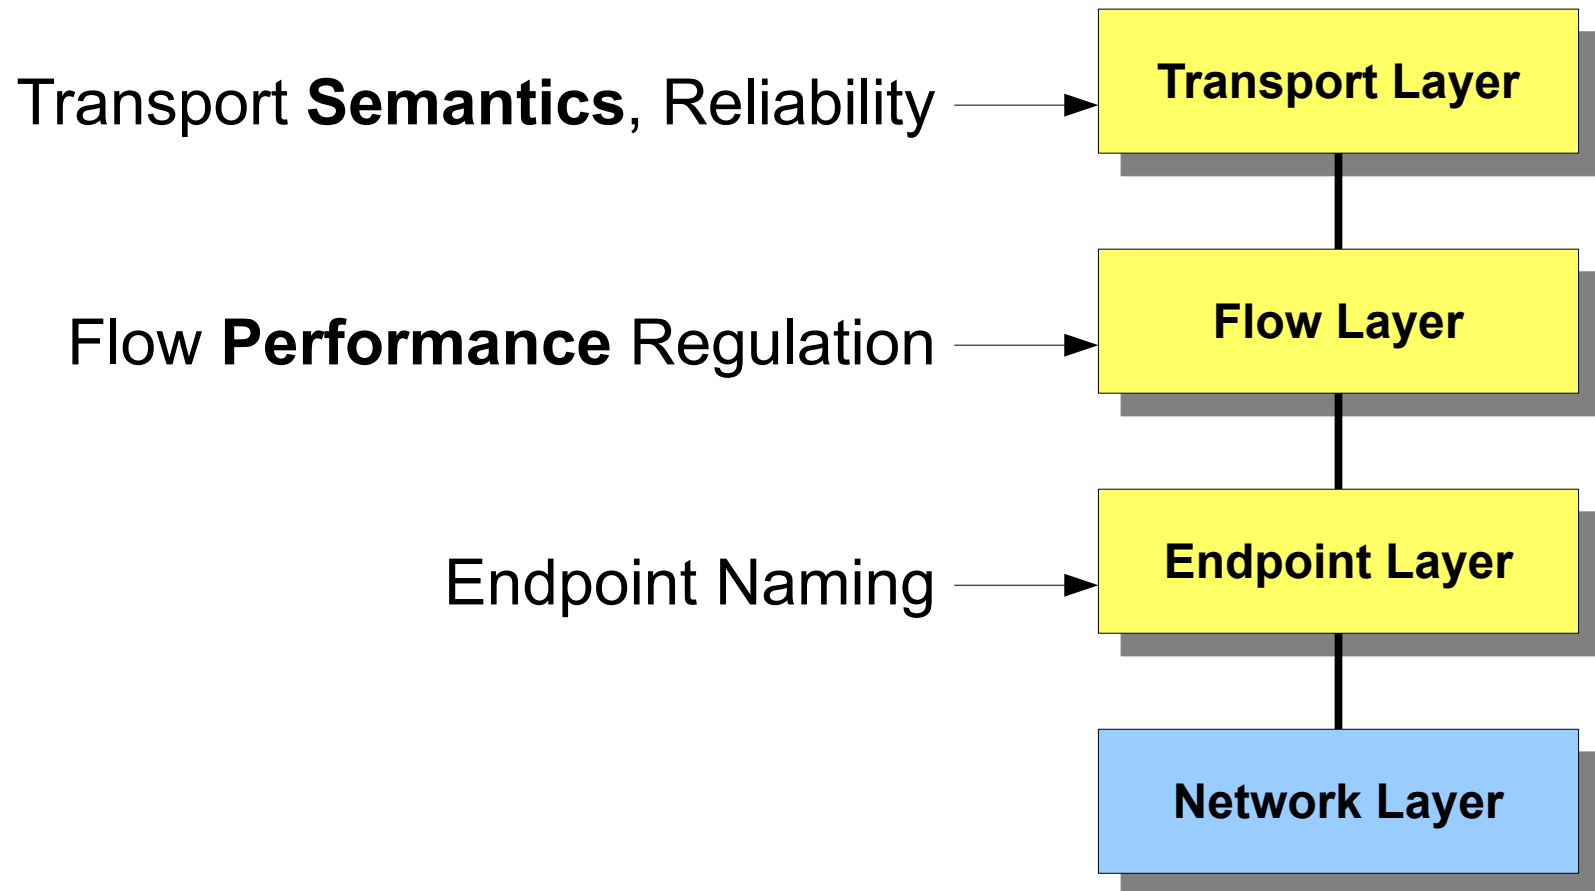 Transport Semantics, Reliability
Transport Layer
Flow Performance Regulation
Flow Layer
Endpoint Naming
Endpoint Layer
Network Layer